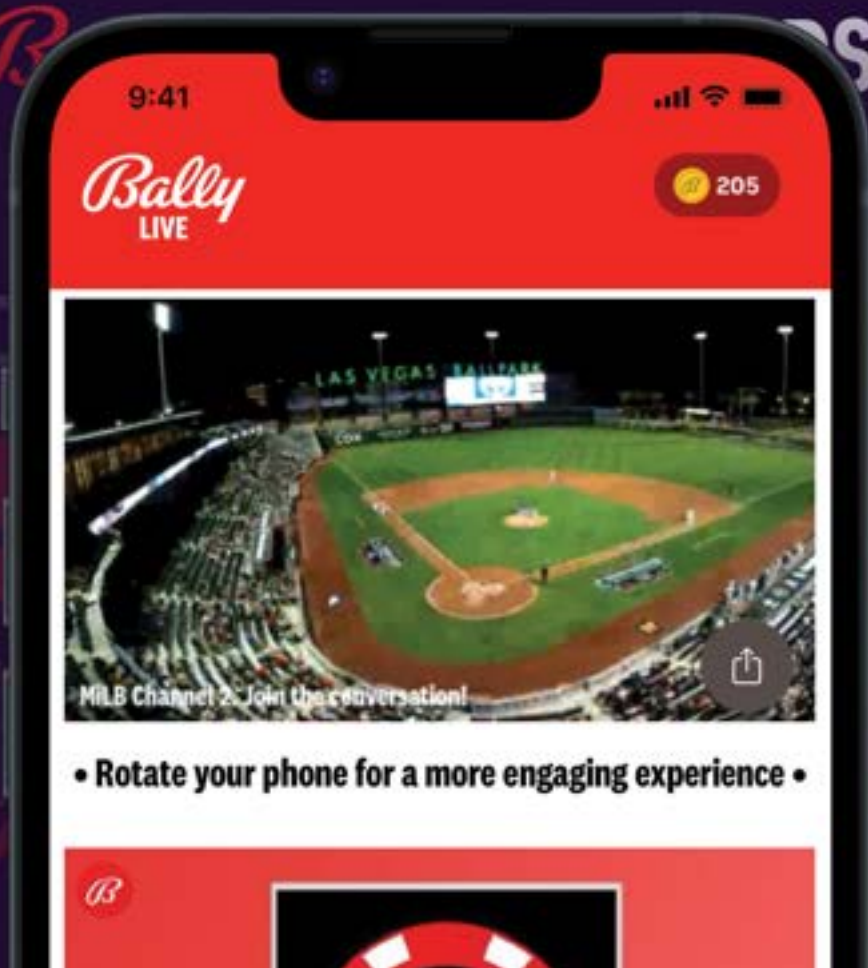 9:41
Bally
LIVE
205
LAS VEGAS BALLPARK
COX
MiLB Channel 2. Join the conversation!
• Rotate your phone for a more engaging experience •
B